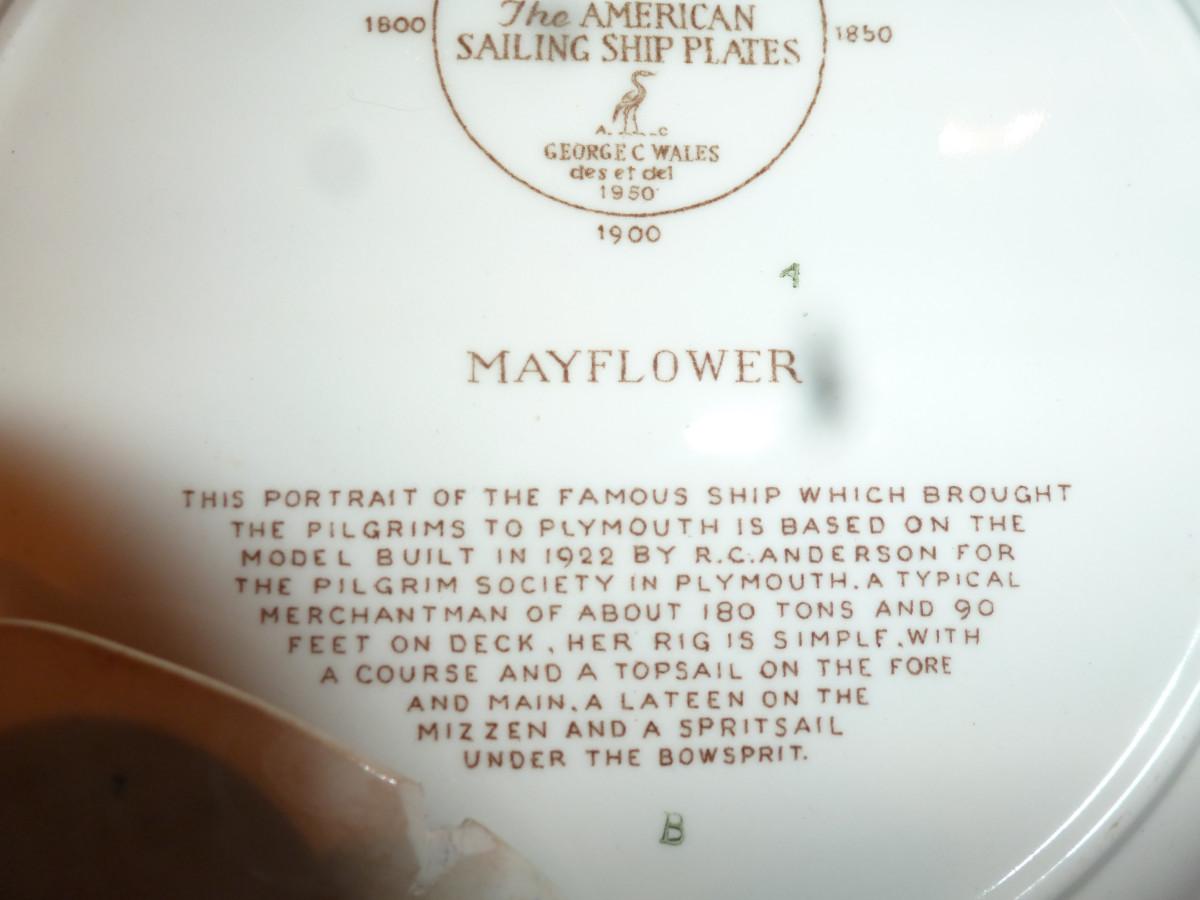 The AMERICAN
1800 SAILING SHIP PLATES 1850
A. C
GEORGE C WALES
des et del
1950
1900
A
MAYFLOWER
THIS PORTRAIT OF THE FAMOUS SHIP WHICH BROUGHT
THE PILGRIMS TO PLYMOUTH IS BASED ON THE
MODEL BUILT IN 1922 BY R.C.ANDERSON FOR
THE PILGRIM SOCIETY IN PLYMOUTH. A TYPICAL
MERCHANTMAN OF ABOUT 180 TONS AND 90
FEET ON DECK, HER RIG IS SIMPLE, WITH
A COURSE AND A TOPSAIL ON THE FORE
AND MAIN, A LATEEN ON THE
MIZZEN AND A SPRITSAIL
UNDER THE BOWSPRIT.
B